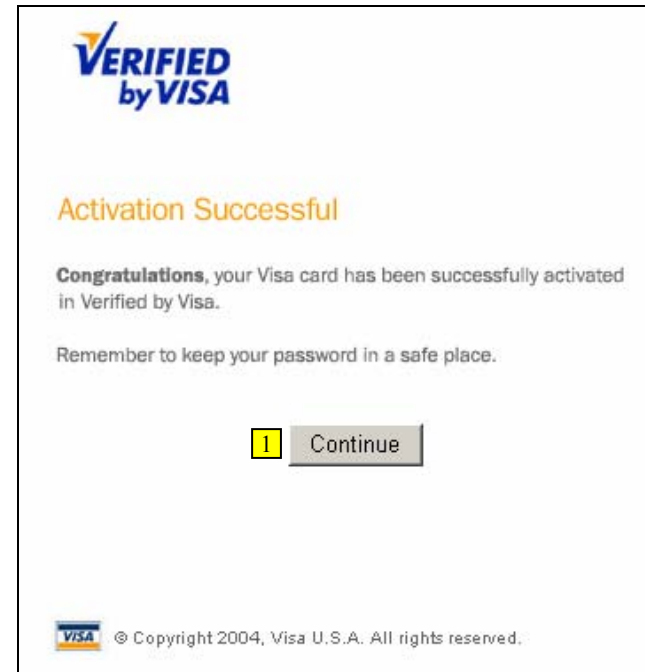 VERIFIED
by VISA
Activation Successful
Congratulations, your Visa card has been successfully activated
in Verified by Visa.
Remember to keep your password in a safe place.
1 Continue
VISA © Copyright 2004, Visa U.S.A. All rights reserved.